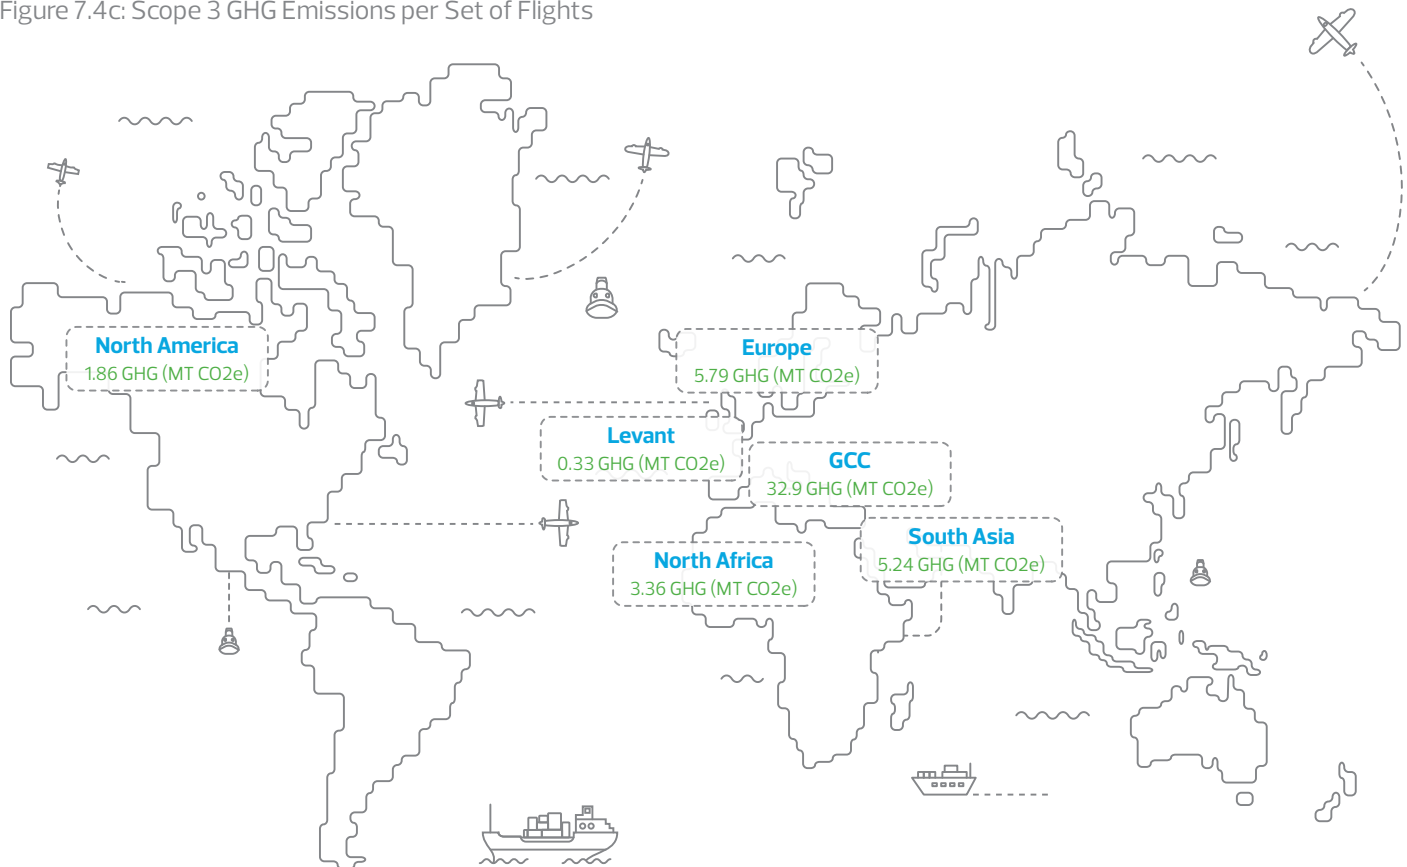 Figure 7.4c: Scope 3 GHG Emissions per Set of Flights
North America
1.86 GHG (MT CO2e)
Europe
5.79 GHG (MT CO2e)
Levant
0.33 GHG (MT CO2e)
GCC
32.9 GHG (MT CO2e)
South Asia
5.24 GHG (MT CO2e)
North Africa
3.36 GHG (MT CO2e)